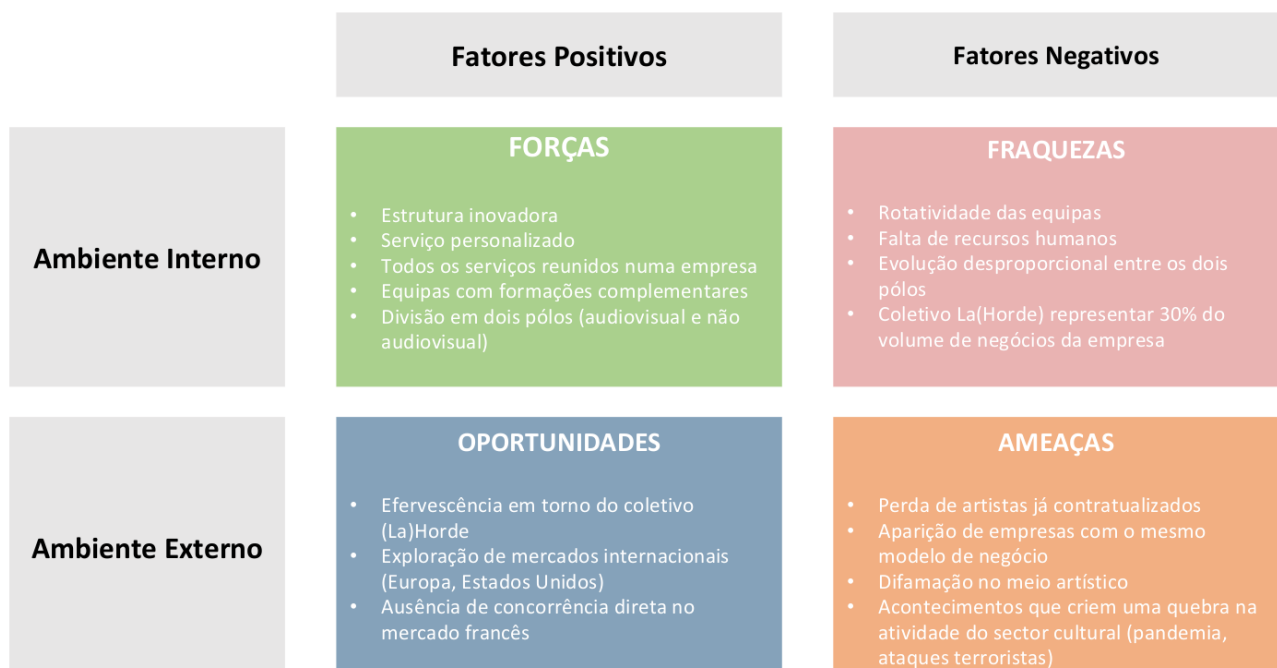 Fatores Positivos
Fatores Negativos
Ambiente Interno
FORÇAS
• Estrutura inovadora
• Serviço personalizado
• Todos os serviços reunidos numa empresa
• Equipas com formações complementares
• Divisão em dois pólos (audiovisual e não
audiovisual)
FRAQUEZAS
• Rotatividade das equipas
• Falta de recursos humanos
• Evolução desproporcional entre os dois
pólos
• Coletivo La(Horde) representar 30% do
volume de negócios da empresa
Ambiente Externo
OPORTUNIDADES
• Efervescência em torno do coletivo
(La)Horde
• Exploração de mercados internacionais
(Europa, Estados Unidos)
• Ausência de concorrência direta no
mercado francês
AMEAÇAS
• Perda de artistas já contratualizados
• Aparição de empresas com o mesmo
modelo de negócio
• Difamação no meio artístico
• Acontecimentos que criem uma quebra na
atividade do sector cultural (pandemia,
ataques terroristas)